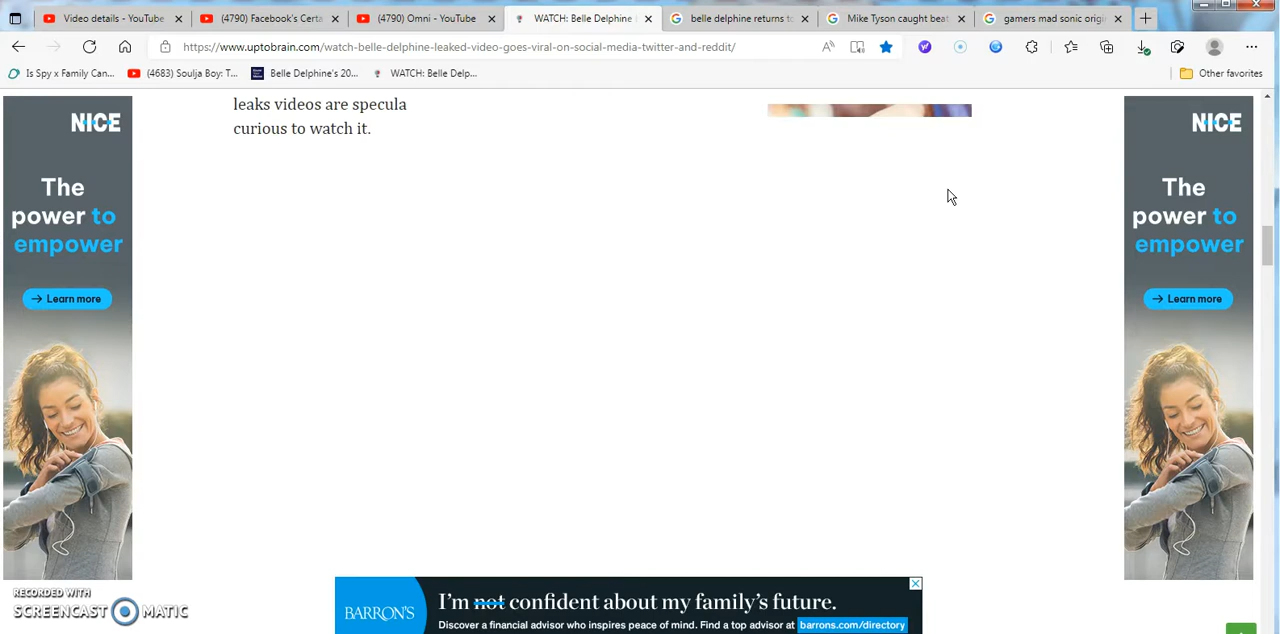 Video details - YouTube
(4790) Facebook's Certa
(4790) Omni - YouTube
WATCH: Belle Delphine
belle delphine returns to
Mike Tyson caught beat
gamers mad sonic origi
https://www.uptobrain.com/watch-belle-delphine-leaked-video-goes-viral-on-social-media-twitter-and-reddit/
Is Spy x Family Can...
(4683) Soulja Boy: T...
Belle Delphine's 20...
WATCH: Belle Delp...
Other favorites
leaks videos are specula
curious to watch it.
NICE
The
power to
empower
→ Learn more
NICE
The
power to
empower
→ Learn more
RECORDED WITH
SCREENCAST MATIC
BARRON'S
I'm not confident about my family's future.
Discover a financial advisor who inspires peace of mind. Find a top advisor at barrons.com/directory